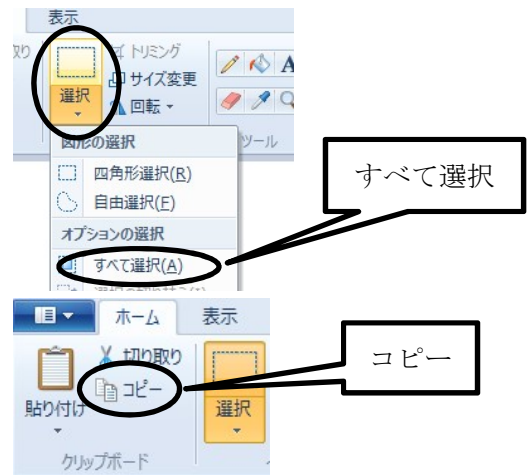 表示
取り
トリミング
サイズ変更
回転
選択
A
図形の選択
ツール
四角形選択(R)
自由選択(F)
オプションの選択
すべて選択(A)
すべて選択
ホーム
表示
切り取り
コピー
貼り付け
選択
クリップボード
コピー